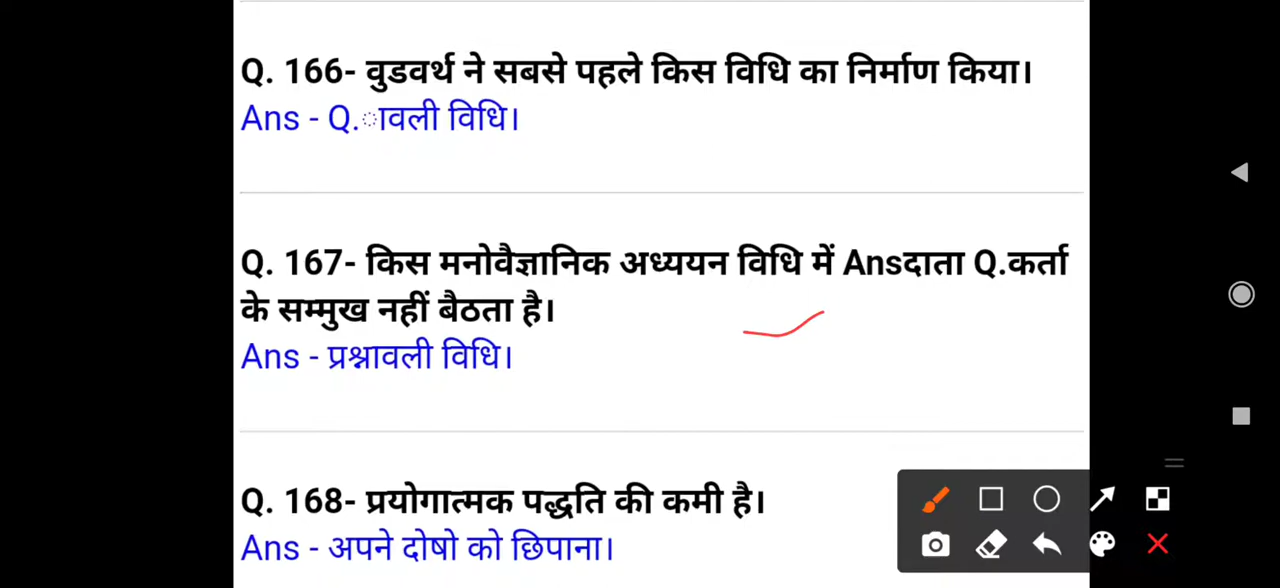 Q. 166- वुडवर्थ ने सबसे पहले किस विधि का निर्माण किया।
Ans - Q.ावली विधि।
Q. 167- किस मनोवैज्ञानिक अध्ययन विधि में Ansदाता Q.कर्ता
के सम्मुख नहीं बैठता है।
Ans - प्रश्नावली विधि।
Q. 168- प्रयोगात्मक पद्धति की कमी है।
Ans - अपने दोषो को छिपाना।